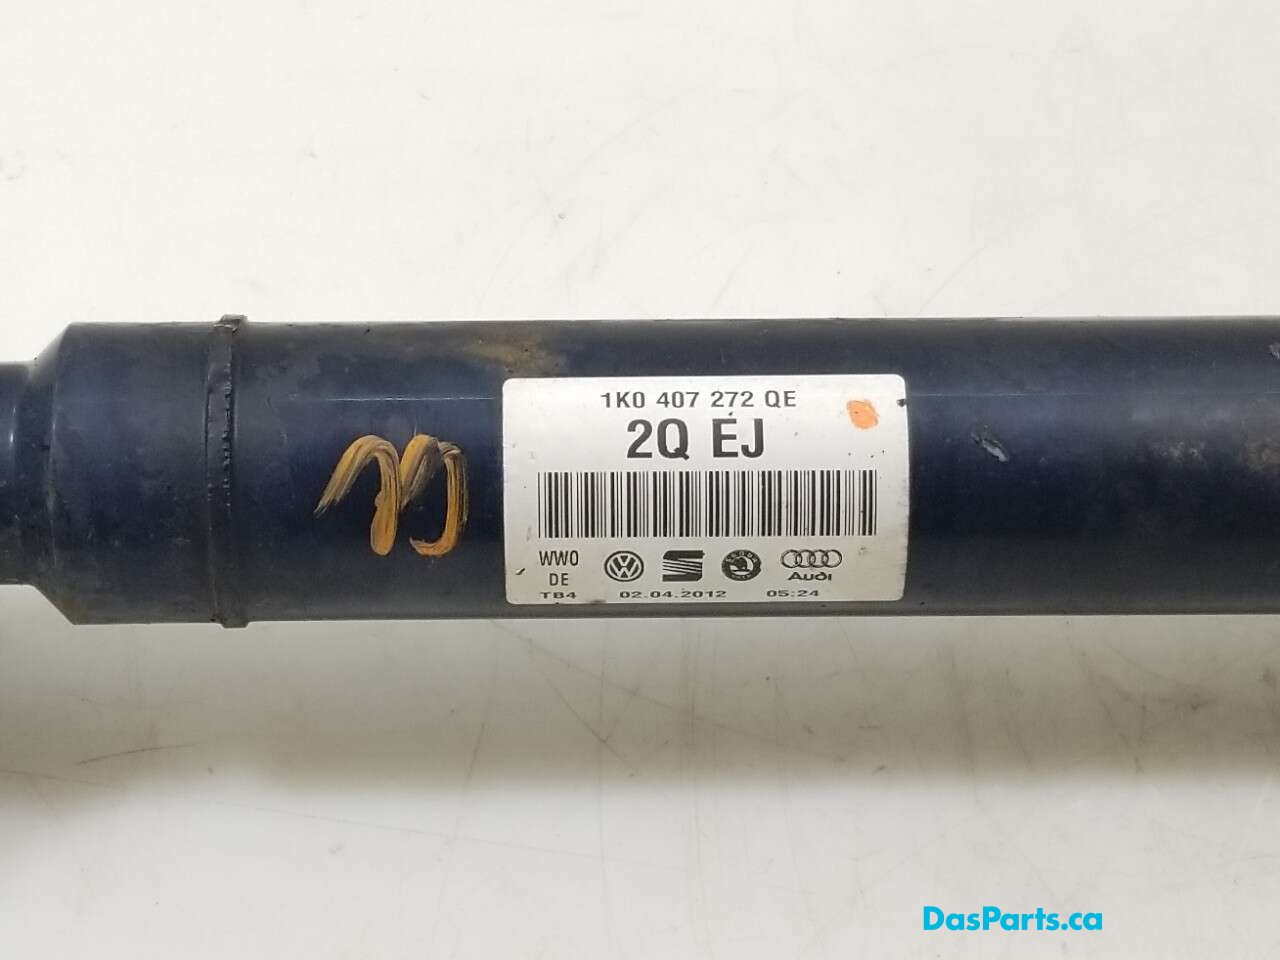 1K0 407 272 QE
2Q EJ
WW0
DE
Audi
TB4 02.04.2012 05:24
DasParts.ca